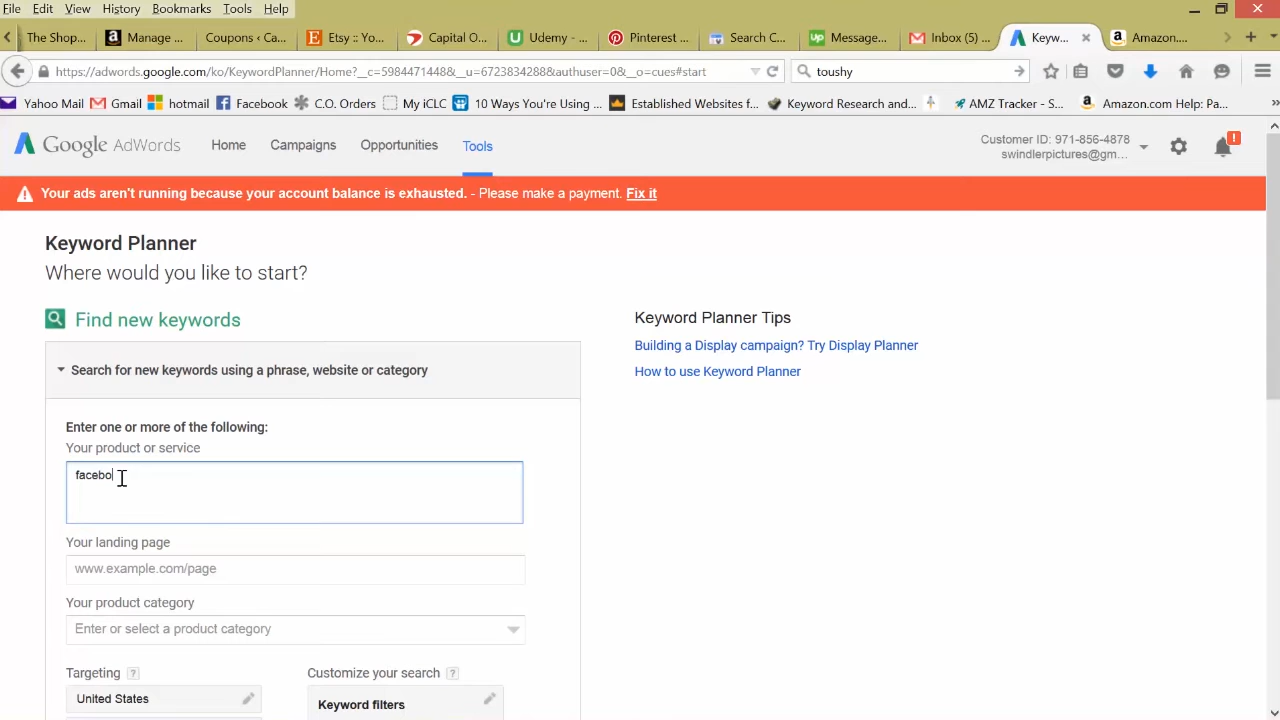 File Edit View History Bookmarks Tools Help
The Shop... Manage ... Coupons ‹ Ca... Etsy :: Yo... Capital O... Udemy - ... Pinterest ... Search C... Message... Inbox (5) ... Keyw... Amazon....
https://adwords.google.com/ko/KeywordPlanner/Home?__c=5984471448&__u=6723834288&authuser=0&__o=cues#start toushy
Yahoo Mail Gmail hotmail Facebook C.O. Orders My iCLC 10 Ways You're Using ... Established Websites f... Keyword Research and... AMZ Tracker - S... Amazon.com Help: Pa...
Google AdWords Home Campaigns Opportunities Tools
Customer ID: 971-856-4878
swindlerpictures@gm...
Your ads aren't running because your account balance is exhausted. - Please make a payment. Fix it
Keyword Planner
Where would you like to start?
Find new keywords
Search for new keywords using a phrase, website or category
Enter one or more of the following:
Your product or service
facebo
Your landing page
www.example.com/page
Your product category
Enter or select a product category
Targeting ?
United States
Customize your search ?
Keyword filters
Keyword Planner Tips
Building a Display campaign? Try Display Planner
How to use Keyword Planner